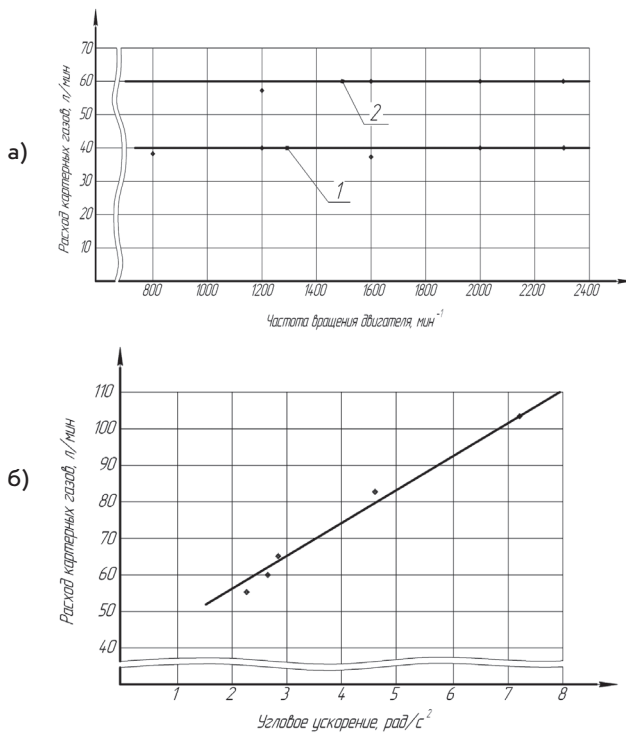 а)
Расход картерных газов, л/мин
70
60
50
40
30
20
10
2
1
800 1000 1200 1400 1600 1800 2000 2200 2400
Частота вращения двигателя, мин⁻¹
б)
Расход картерных газов, л/мин
110
100
90
80
70
60
50
40
1 2 3 4 5 6 7 8
Угловое ускорение, рад/с²